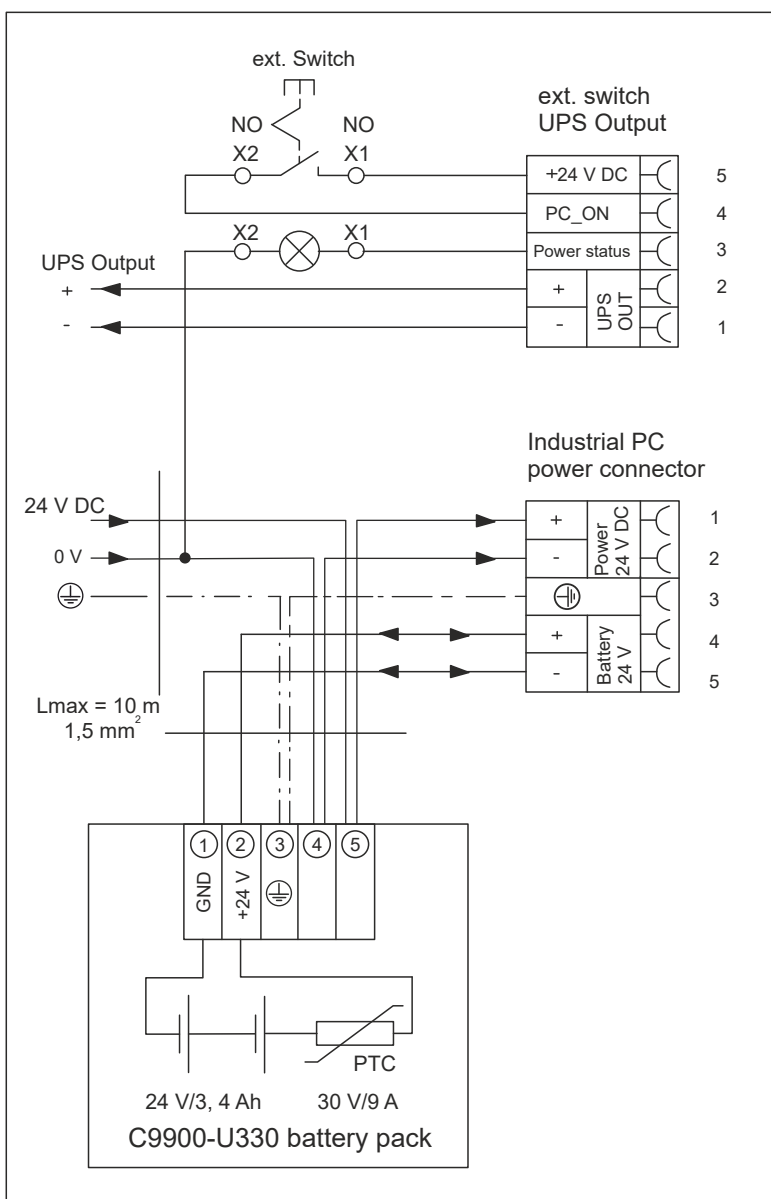 ext. Switch
ext. switch
UPS Output
NO NO
X2 X1
+24 V DC 5
PC_ON 4
X2 X1
Power status 3
UPS Output
+ + 2
- - 1
UPS
OUT
Industrial PC
power connector
24 V DC
+ 1
0 V
- 2
Power
24 V DC
3
+ 4
- 5
Battery
24 V
Lmax = 10 m
1,5 mm²
1 2 3 4 5
GND
+24 V
PTC
24 V/3, 4 Ah 30 V/9 A
C9900-U330 battery pack